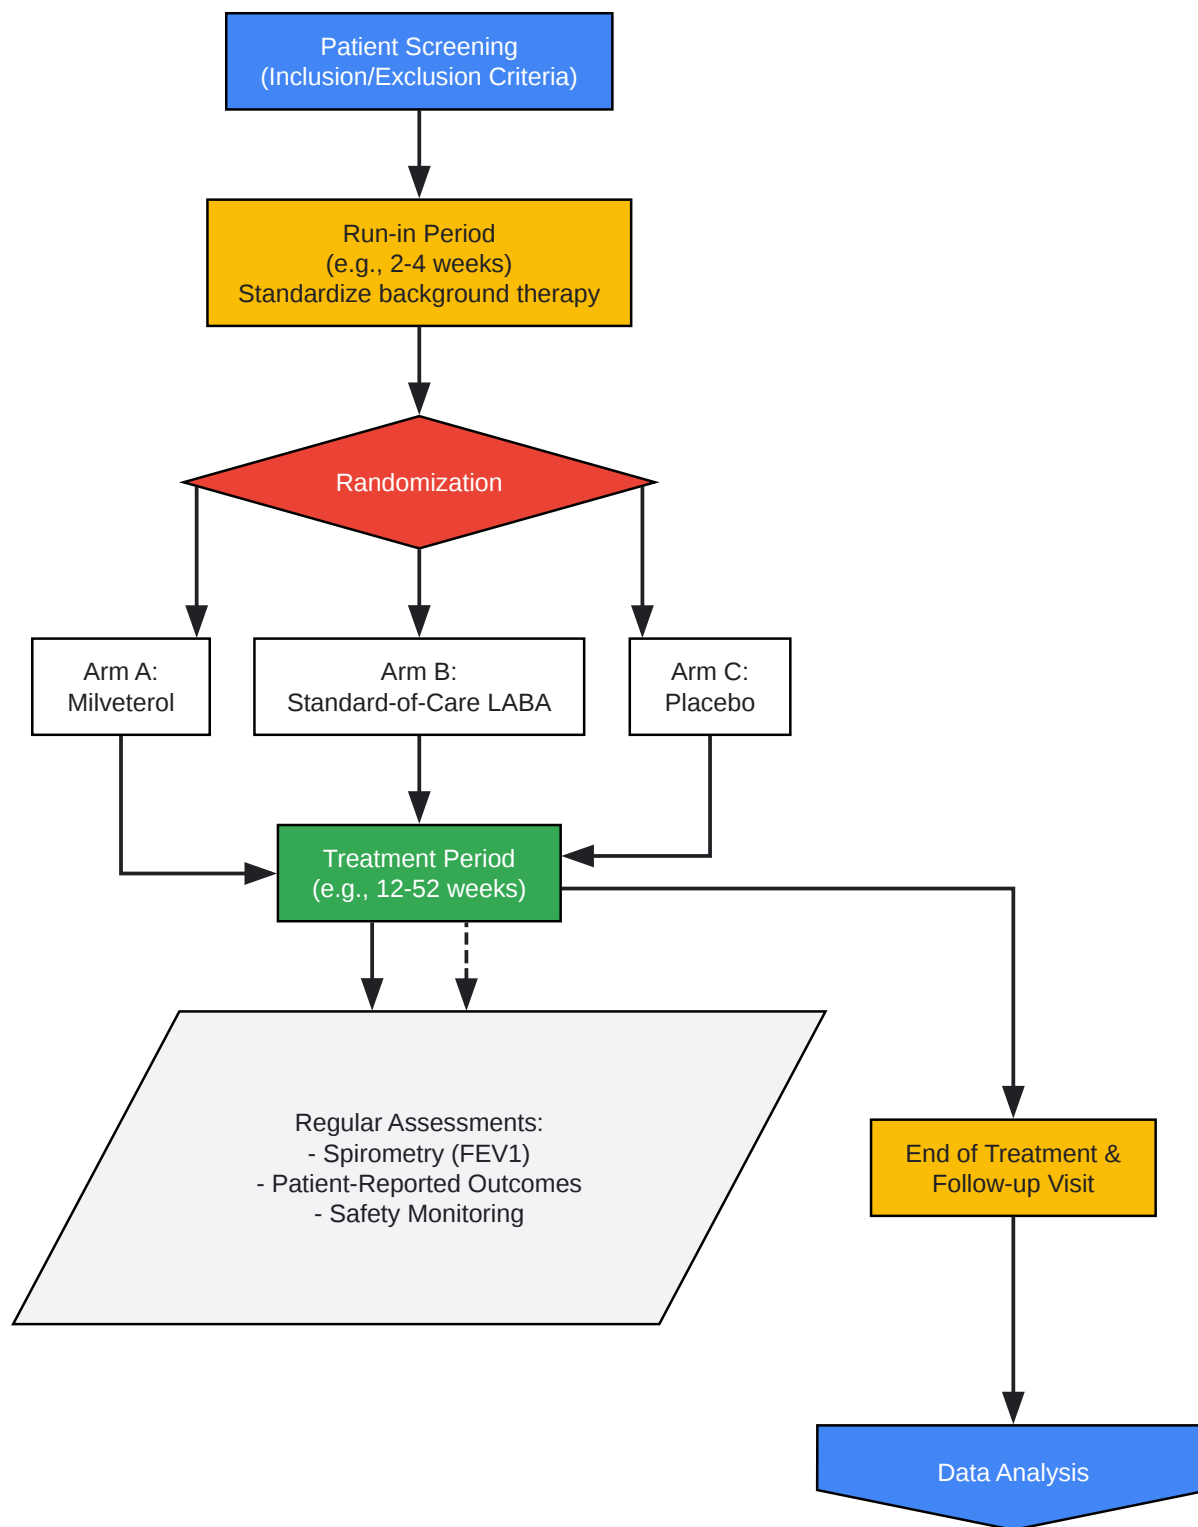 Patient Screening
(Inclusion/Exclusion Criteria)
Run-in Period
(e.g., 2-4 weeks)
Standardize background therapy
Randomization
Arm A:
Milveterol
Arm B:
Standard-of-Care LABA
Arm C:
Placebo
Treatment Period
(e.g., 12-52 weeks)
Regular Assessments:
- Spirometry (FEV1)
- Patient-Reported Outcomes
- Safety Monitoring
End of Treatment &
Follow-up Visit
Data Analysis